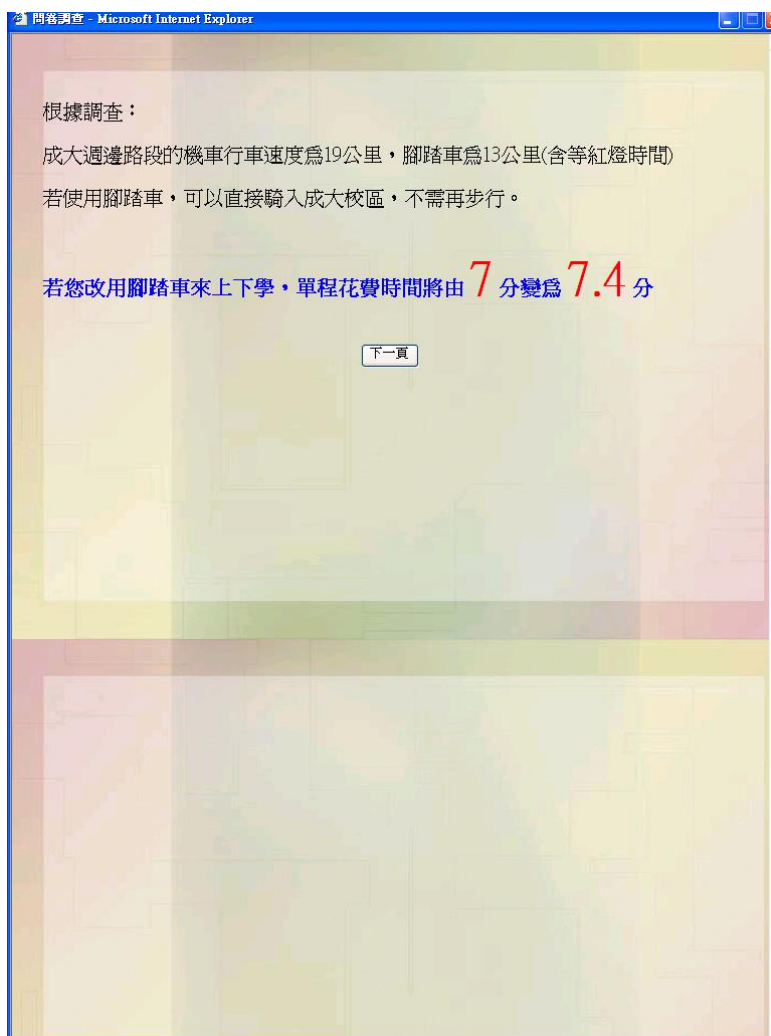 問卷調查 - Microsoft Internet Explorer
根據調查：
成大週邊路段的機車行車速度為19公里，腳踏車為13公里(含等紅燈時間)
若使用腳踏車，可以直接騎入成大校區，不需再步行。
若您改用腳踏車來上下學，單程花費時間將由 7 分變為 7.4 分
下一頁